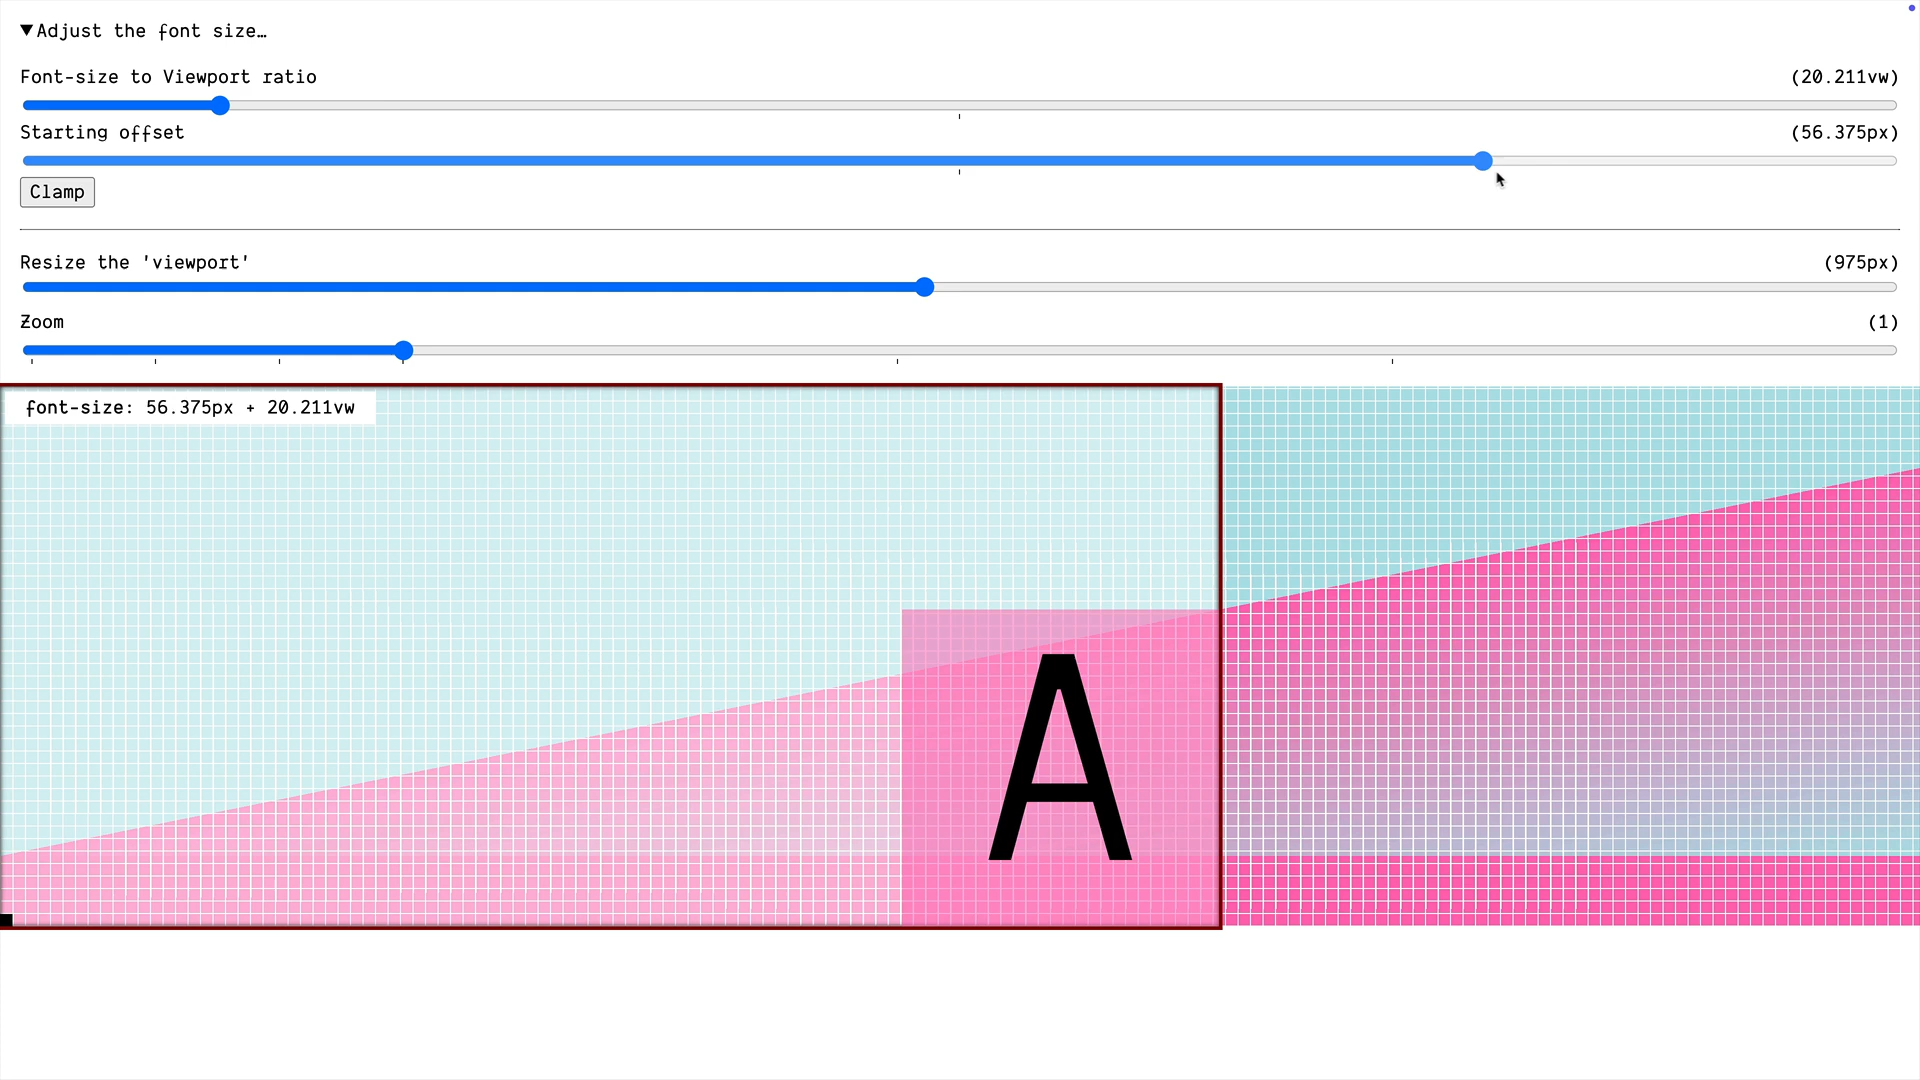 ▼Adjust the font size…
Font-size to Viewport ratio (20.211vw)
Starting offset (56.375px)
Clamp
Resize the 'viewport' (975px)
Zoom (1)
font-size: 56.375px + 20.211vw
A